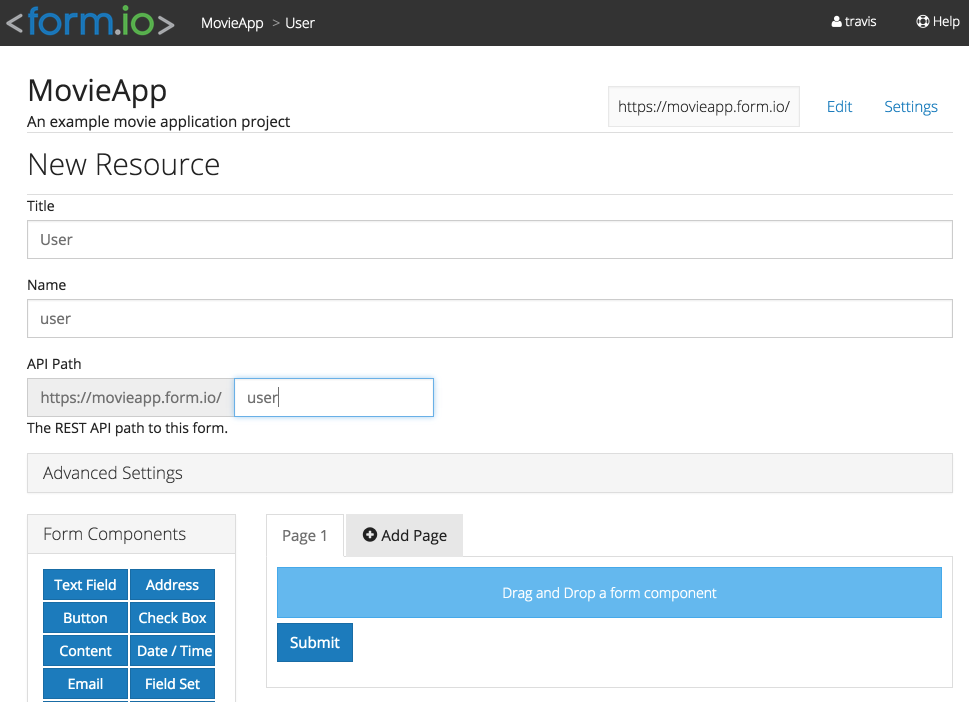 <form.io> MovieApp > User travis Help
MovieApp
An example movie application project
https://movieapp.form.io/ Edit Settings
New Resource
Title
User
Name
user
API Path
https://movieapp.form.io/ user
The REST API path to this form.
Advanced Settings
Form Components
Text Field Address
Button Check Box
Content Date / Time
Email Field Set
Page 1 Add Page
Drag and Drop a form component
Submit